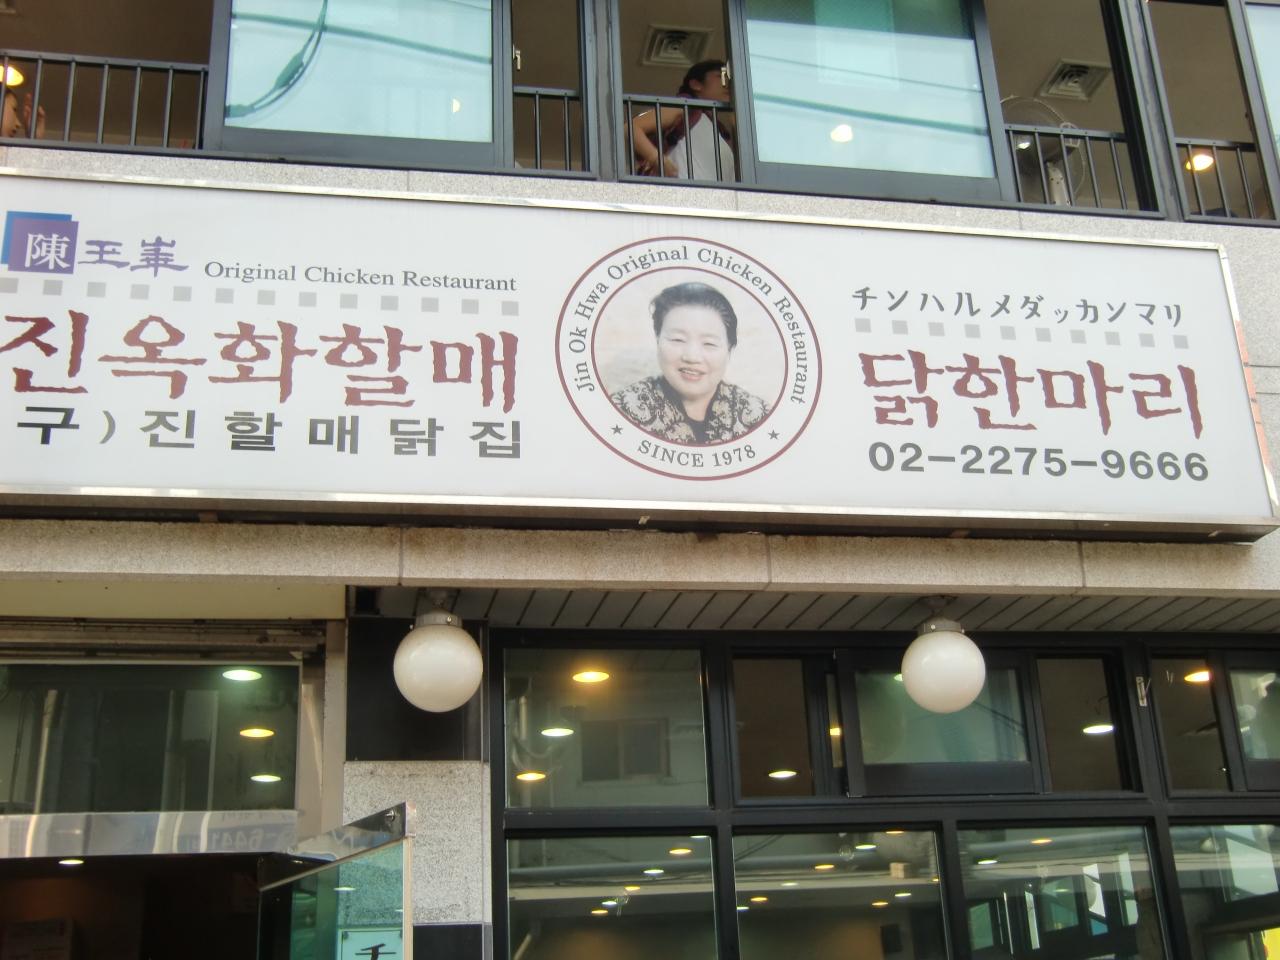 陳玉華 Original Chicken Restaurant
진옥화할매
구) 진할매닭집
Jin Ok Hwa Original Chicken Restaurant
★ SINCE 1978 ★
チンハルメダッカンマリ
닭한마리
02-2275-9666
チ